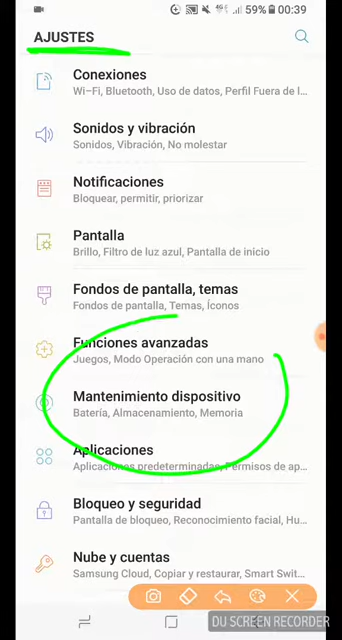 59% 00:39
AJUSTES
Conexiones
Wi-Fi, Bluetooth, Uso de datos, Perfil Fuera de l...
Sonidos y vibración
Sonidos, Vibración, No molestar
Notificaciones
Bloquear, permitir, priorizar
Pantalla
Brillo, Filtro de luz azul, Pantalla de inicio
Fondos de pantalla, temas
Fondos de pantalla, Temas, Íconos
Funciones avanzadas
Juegos, Modo Operación con una mano
Mantenimiento dispositivo
Batería, Almacenamiento, Memoria
Aplicaciones
Aplicaciones predeterminadas, Permisos de ap...
Bloqueo y seguridad
Pantalla de bloqueo, Reconocimiento facial, Hu...
Nube y cuentas
Samsung Cloud, Copiar y restaurar, Smart Swit...
DU SCREEN RECORDER